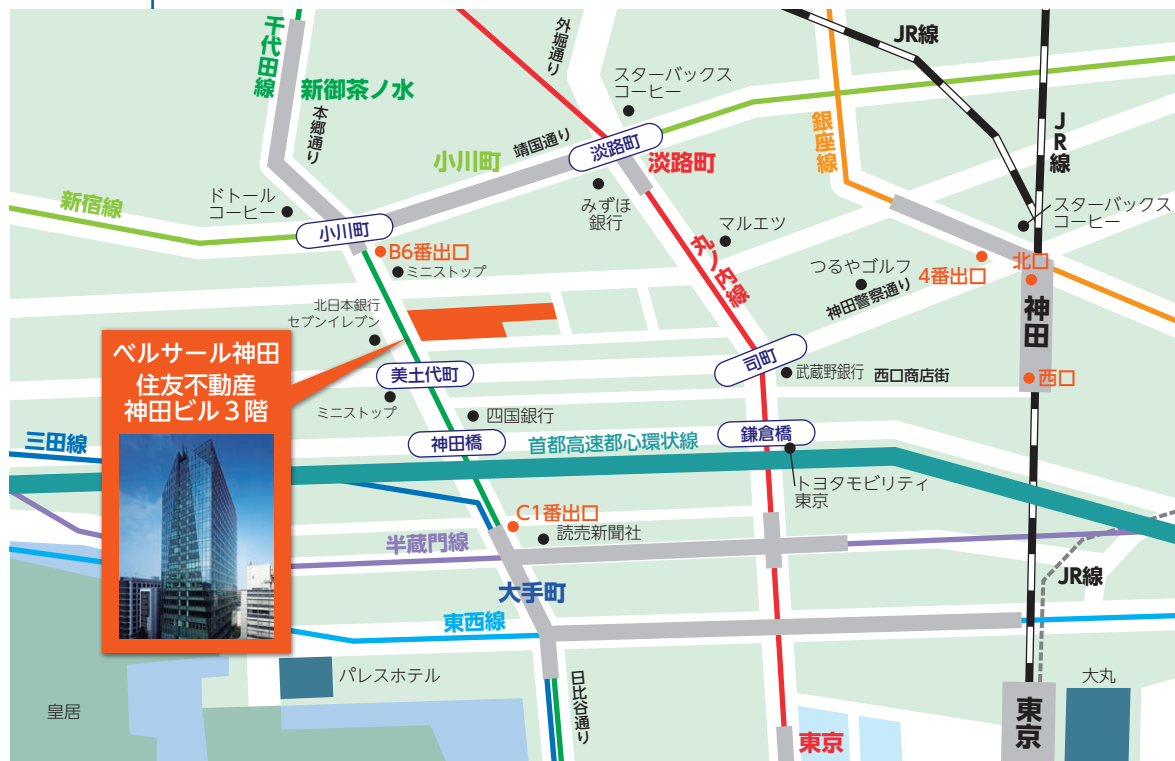 千代田線
新御茶ノ水
本郷通り
外堀通り
スターバックス
コーヒー
JR線
JR線
銀座線
靖国通り
小川町
淡路町
淡路町
みずほ
銀行
新宿線
ドトール
コーヒー
小川町
B6番出口
ミニストップ
マルエツ
丸ノ内線
つるやゴルフ
神田警察通り
4番出口
北口
スターバックス
コーヒー
神田
西口
北日本銀行
セブンイレブン
ベルサール神田
住友不動産
神田ビル3階
美土代町
ミニストップ
四国銀行
司町
武蔵野銀行
西口商店街
三田線
神田橋
首都高速都心環状線
鎌倉橋
トヨタモビリティ
東京
C1番出口
読売新聞社
半蔵門線
大手町
東西線
JR線
パレスホテル
日比谷通り
皇居
東京
東京
大丸